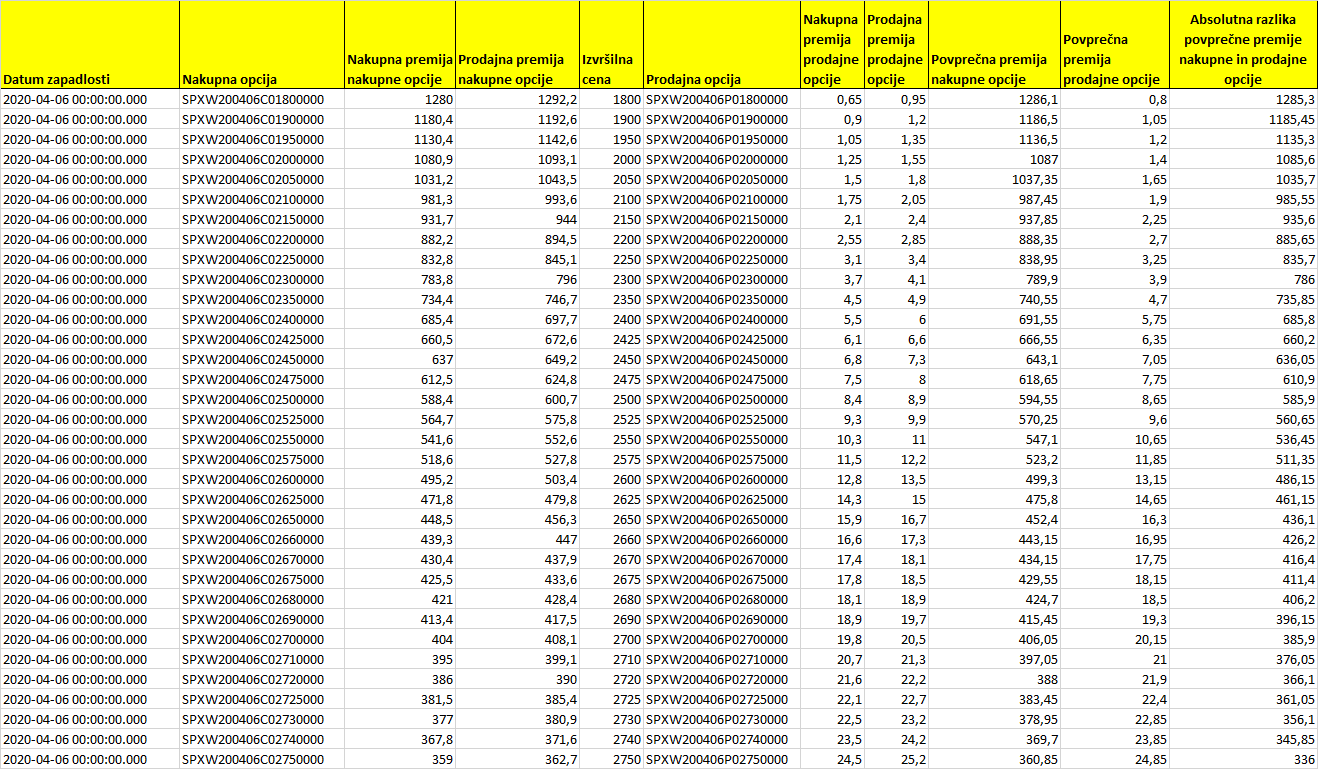 Datum zapadlosti Nakupna opcija Nakupna premija nakupne opcije Prodajna premija nakupne opcije Izvršilna cena Prodajna opcija Nakupna premija prodajne opcije Prodajna premija prodajne opcije Povprečna premija nakupne opcije Povprečna premija prodajne opcije Absolutna razlika povprečne premije nakupne in prodajne opcije
2020-04-06 00:00:00.000 SPXW200406C01800000 1280 1292,2 1800 SPXW200406P01800000 0,65 0,95 1286,1 0,8 1285,3
2020-04-06 00:00:00.000 SPXW200406C01900000 1180,4 1192,6 1900 SPXW200406P01900000 0,9 1,2 1186,5 1,05 1185,45
2020-04-06 00:00:00.000 SPXW200406C01950000 1130,4 1142,6 1950 SPXW200406P01950000 1,05 1,35 1136,5 1,2 1135,3
2020-04-06 00:00:00.000 SPXW200406C02000000 1080,9 1093,1 2000 SPXW200406P02000000 1,25 1,55 1087 1,4 1085,6
2020-04-06 00:00:00.000 SPXW200406C02050000 1031,2 1043,5 2050 SPXW200406P02050000 1,5 1,8 1037,35 1,65 1035,7
2020-04-06 00:00:00.000 SPXW200406C02100000 981,3 993,6 2100 SPXW200406P02100000 1,75 2,05 987,45 1,9 985,55
2020-04-06 00:00:00.000 SPXW200406C02150000 931,7 944 2150 SPXW200406P02150000 2,1 2,4 937,85 2,25 935,6
2020-04-06 00:00:00.000 SPXW200406C02200000 882,2 894,5 2200 SPXW200406P02200000 2,55 2,85 888,35 2,7 885,65
2020-04-06 00:00:00.000 SPXW200406C02250000 832,8 845,1 2250 SPXW200406P02250000 3,1 3,4 838,95 3,25 835,7
2020-04-06 00:00:00.000 SPXW200406C02300000 783,8 796 2300 SPXW200406P02300000 3,7 4,1 789,9 3,9 786
2020-04-06 00:00:00.000 SPXW200406C02350000 734,4 746,7 2350 SPXW200406P02350000 4,5 4,9 740,55 4,7 735,85
2020-04-06 00:00:00.000 SPXW200406C02400000 685,4 697,7 2400 SPXW200406P02400000 5,5 6 691,55 5,75 685,8
2020-04-06 00:00:00.000 SPXW200406C02425000 660,5 672,6 2425 SPXW200406P02425000 6,1 6,6 666,55 6,35 660,2
2020-04-06 00:00:00.000 SPXW200406C02450000 637 649,2 2450 SPXW200406P02450000 6,8 7,3 643,1 7,05 636,05
2020-04-06 00:00:00.000 SPXW200406C02475000 612,5 624,8 2475 SPXW200406P02475000 7,5 8 618,65 7,75 610,9
2020-04-06 00:00:00.000 SPXW200406C02500000 588,4 600,7 2500 SPXW200406P02500000 8,4 8,9 594,55 8,65 585,9
2020-04-06 00:00:00.000 SPXW200406C02525000 564,7 575,8 2525 SPXW200406P02525000 9,3 9,9 570,25 9,6 560,65
2020-04-06 00:00:00.000 SPXW200406C02550000 541,6 552,6 2550 SPXW200406P02550000 10,3 11 547,1 10,65 536,45
2020-04-06 00:00:00.000 SPXW200406C02575000 518,6 527,8 2575 SPXW200406P02575000 11,5 12,2 523,2 11,85 511,35
2020-04-06 00:00:00.000 SPXW200406C02600000 495,2 503,4 2600 SPXW200406P02600000 12,8 13,5 499,3 13,15 486,15
2020-04-06 00:00:00.000 SPXW200406C02625000 471,8 479,8 2625 SPXW200406P02625000 14,3 15 475,8 14,65 461,15
2020-04-06 00:00:00.000 SPXW200406C02650000 448,5 456,3 2650 SPXW200406P02650000 15,9 16,7 452,4 16,3 436,1
2020-04-06 00:00:00.000 SPXW200406C02660000 439,3 447 2660 SPXW200406P02660000 16,6 17,3 443,15 16,95 426,2
2020-04-06 00:00:00.000 SPXW200406C02670000 430,4 437,9 2670 SPXW200406P02670000 17,4 18,1 434,15 17,75 416,4
2020-04-06 00:00:00.000 SPXW200406C02675000 425,5 433,6 2675 SPXW200406P02675000 17,8 18,5 429,55 18,15 411,4
2020-04-06 00:00:00.000 SPXW200406C02680000 421 428,4 2680 SPXW200406P02680000 18,1 18,9 424,7 18,5 406,2
2020-04-06 00:00:00.000 SPXW200406C02690000 413,4 417,5 2690 SPXW200406P02690000 18,9 19,7 415,45 19,3 396,15
2020-04-06 00:00:00.000 SPXW200406C02700000 404 408,1 2700 SPXW200406P02700000 19,8 20,5 406,05 20,15 385,9
2020-04-06 00:00:00.000 SPXW200406C02710000 395 399,1 2710 SPXW200406P02710000 20,7 21,3 397,05 21 376,05
2020-04-06 00:00:00.000 SPXW200406C02720000 386 390 2720 SPXW200406P02720000 21,6 22,2 388 21,9 366,1
2020-04-06 00:00:00.000 SPXW200406C02725000 381,5 385,4 2725 SPXW200406P02725000 22,1 22,7 383,45 22,4 361,05
2020-04-06 00:00:00.000 SPXW200406C02730000 377 380,9 2730 SPXW200406P02730000 22,5 23,2 378,95 22,85 356,1
2020-04-06 00:00:00.000 SPXW200406C02740000 367,8 371,6 2740 SPXW200406P02740000 23,5 24,2 369,7 23,85 345,85
2020-04-06 00:00:00.000 SPXW200406C02750000 359 362,7 2750 SPXW200406P02750000 24,5 25,2 360,85 24,85 336